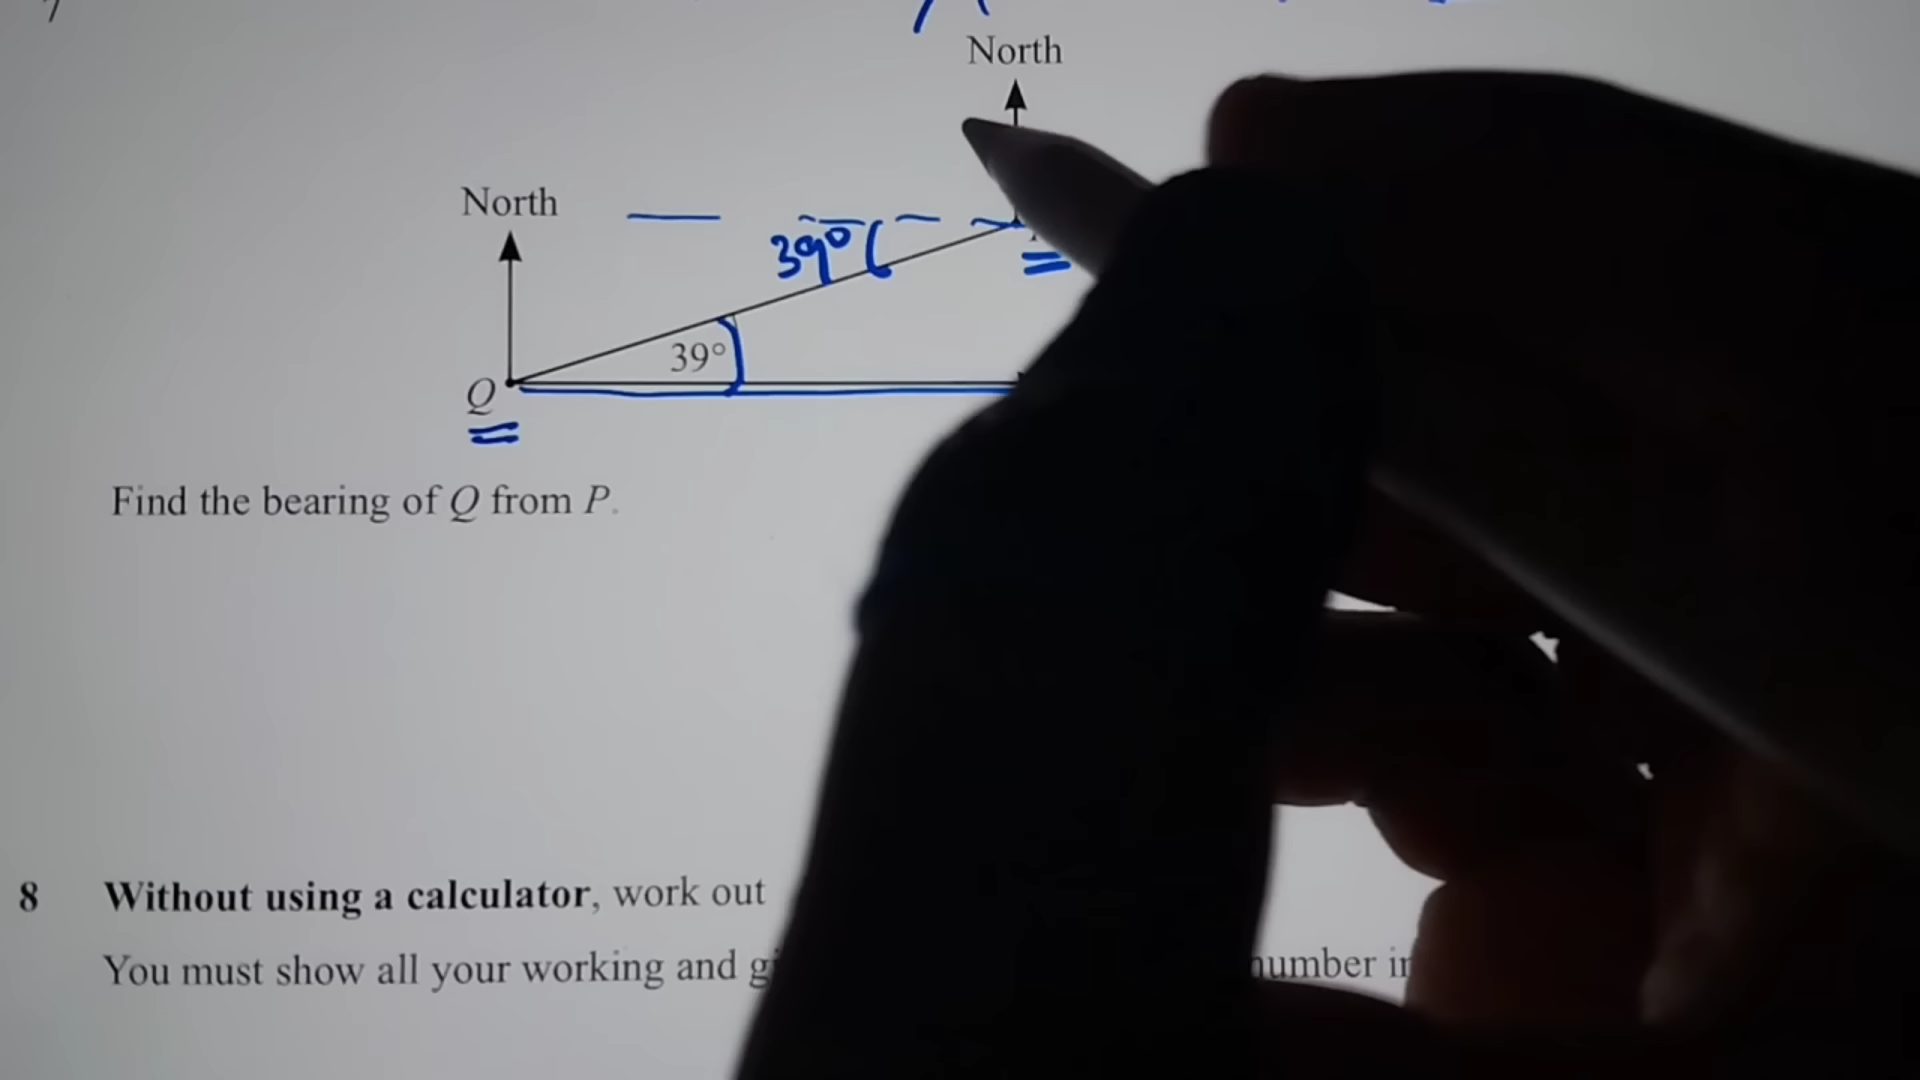 North
North
39°
39°
Q
Find the bearing of Q from P.
8 Without using a calculator, work out
You must show all your working and
number